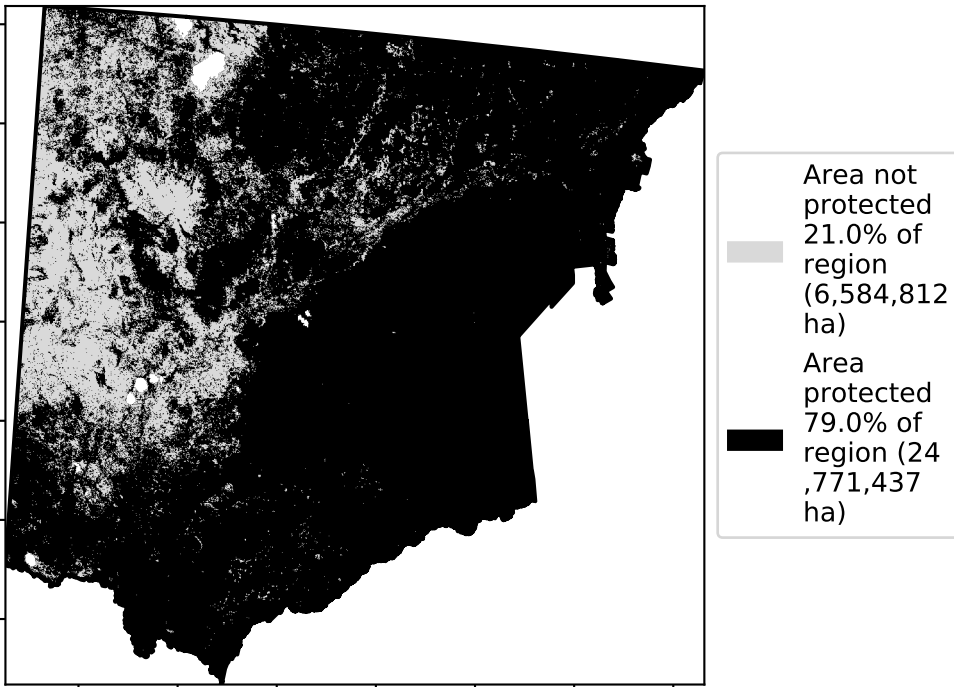 Area not
protected
21.0% of
region
(6,584,812
ha)
Area
protected
79.0% of
region (24
,771,437
ha)